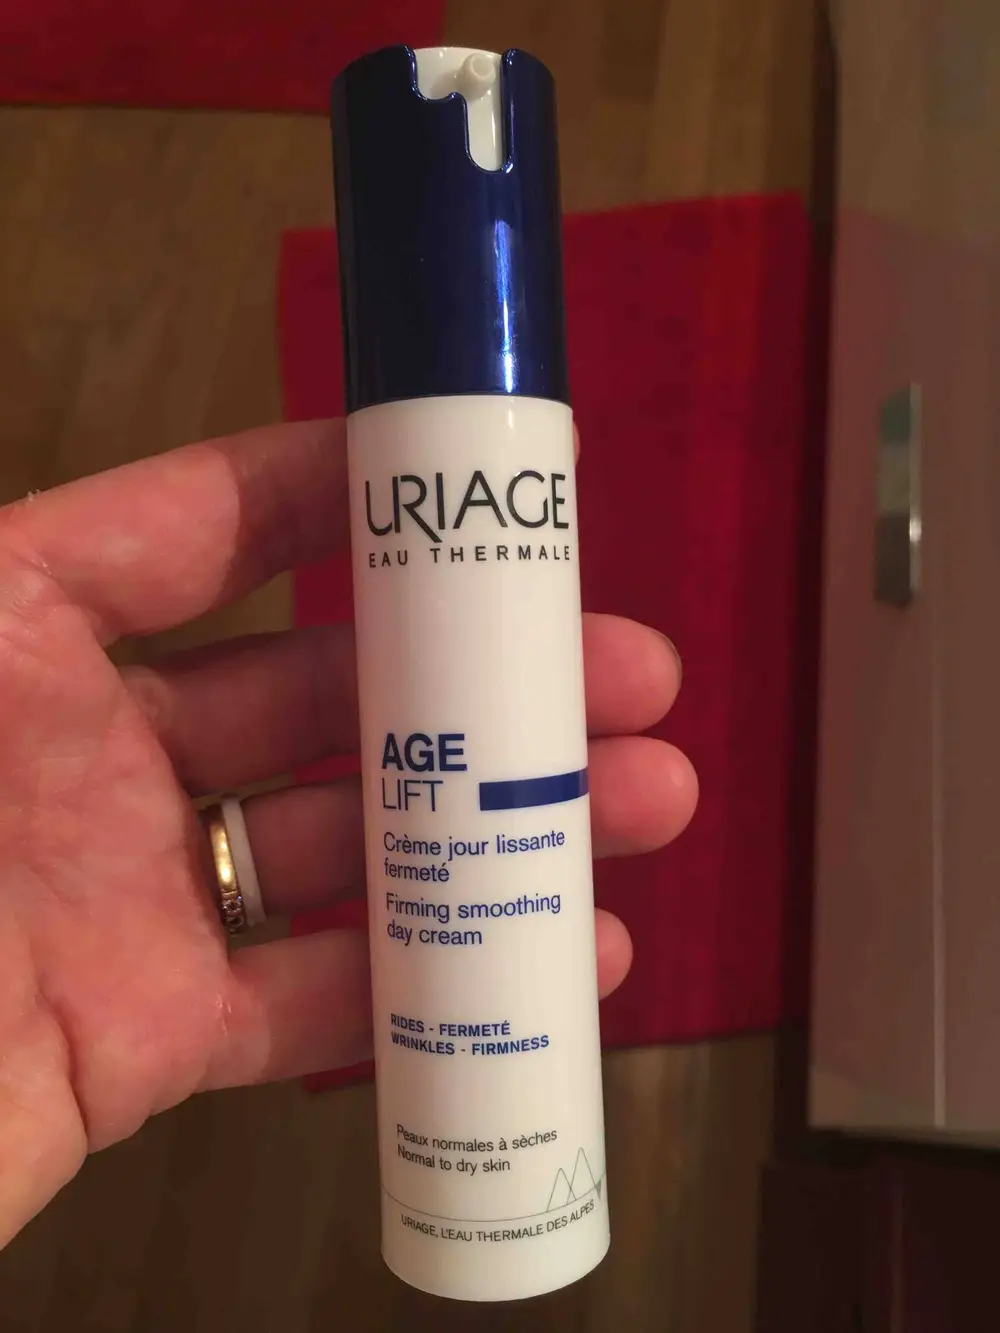 URIAGE
EAU THERMALE
AGE
LIFT
Crème jour lissante
fermeté
Firming smoothing
day cream
RIDES - FERMETÉ
WRINKLES - FIRMNESS
Peaux normales à sèches
Normal to dry skin
URIAGE, L'EAU THERMALE DES ALPES